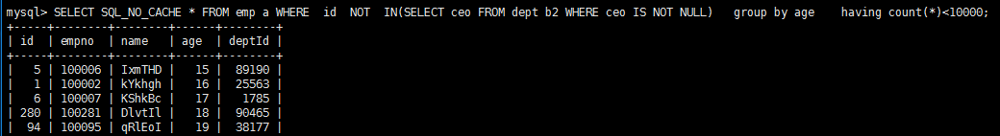 mysql> SELECT SQL_NO_CACHE * FROM emp a WHERE  id  NOT  IN(SELECT ceo FROM dept b2 WHERE ceo IS NOT NULL)   group by age    having count(*)<10000;
+-----+--------+--------+------+--------+
| id  | empno  | name   | age  | deptId |
+-----+--------+--------+------+--------+
|   5 | 100006 | IxmTHD |   15 |  89190 |
|   1 | 100002 | kYkhgh |   16 |  25563 |
|   6 | 100007 | KShkBc |   17 |   1785 |
| 280 | 100281 | DlvtIl |   18 |  90465 |
|  94 | 100095 | qRlEoI |   19 |  38177 |